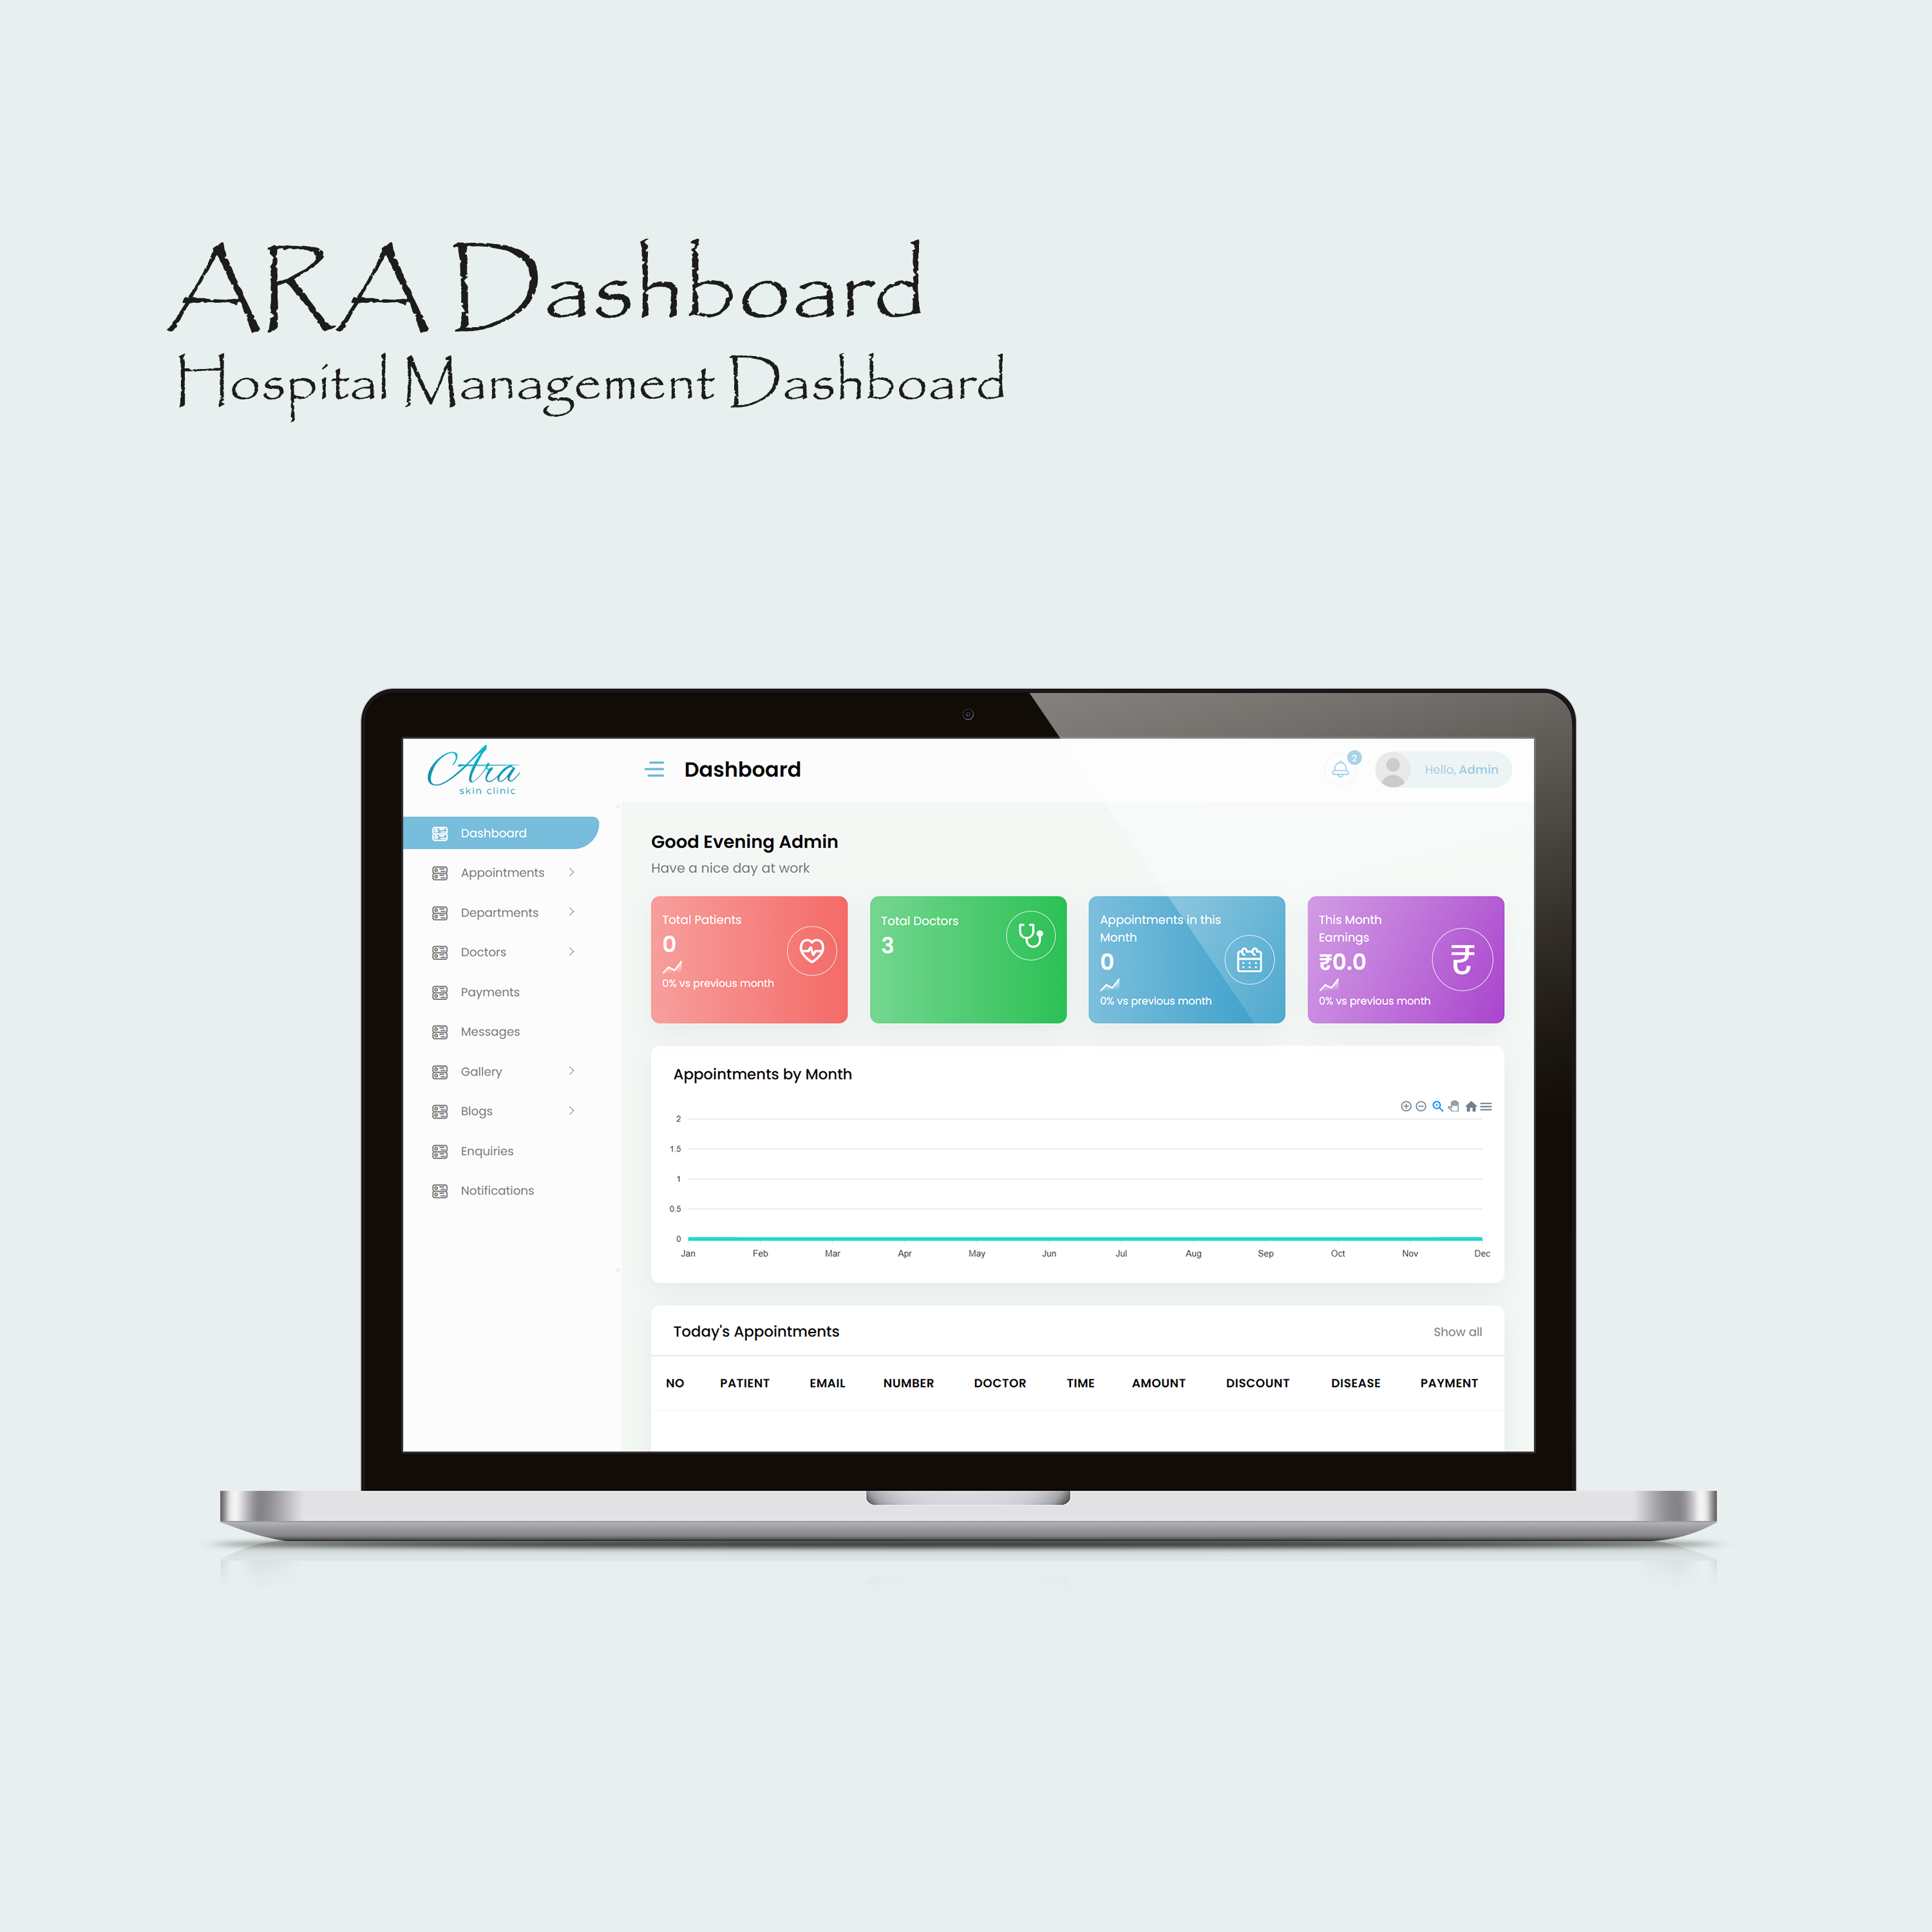 ARA Dashboard
Hospital Management Dashboard
Ara
skin clinic
Dashboard
2
Hello, Admin
Dashboard
Appointments
Departments
Doctors
Payments
Messages
Gallery
Blogs
Enquiries
Notifications
Good Evening Admin
Have a nice day at work
Total Patients
0
0% vs previous month
Total Doctors
3
Appointments in this
Month
0
0% vs previous month
This Month
Earnings
₹0.0
0% vs previous month
₹
Appointments by Month
2
1.5
1
0.5
0
Jan Feb Mar Apr May Jun Jul Aug Sep Oct Nov Dec
Today's Appointments
Show all
NO PATIENT EMAIL NUMBER DOCTOR TIME AMOUNT DISCOUNT DISEASE PAYMENT